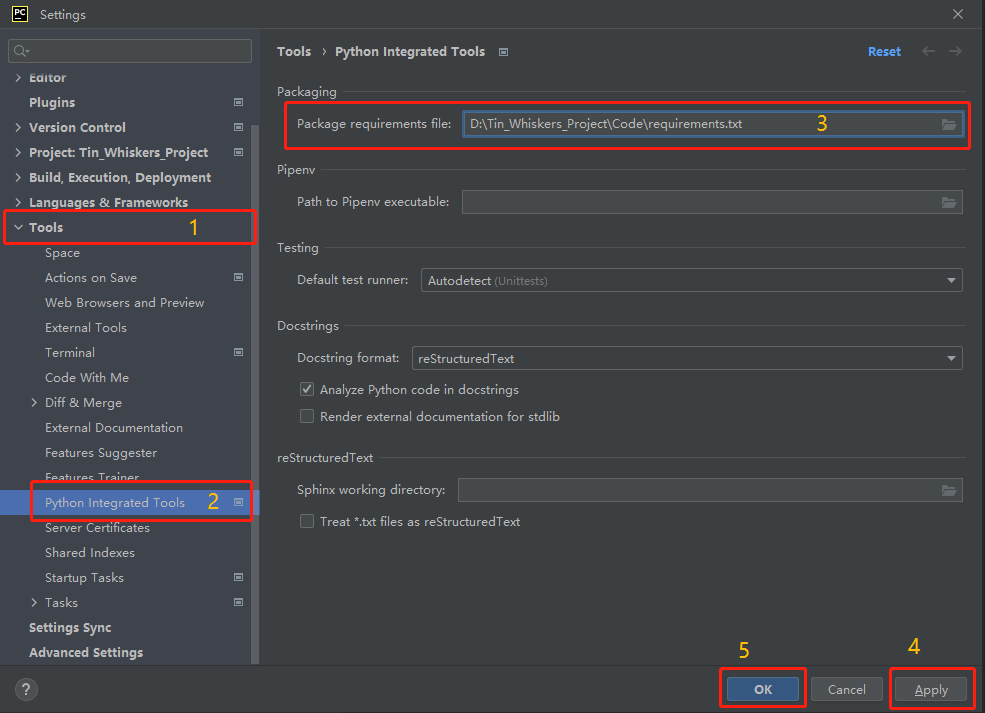 PC Settings
Editor
Plugins
Version Control
Project: Tin_Whiskers_Project
Build, Execution, Deployment
Languages & Frameworks
Tools 1
Space
Actions on Save
Web Browsers and Preview
External Tools
Terminal
Code With Me
Diff & Merge
External Documentation
Features Suggester
Features Trainer
Python Integrated Tools 2
Server Certificates
Shared Indexes
Startup Tasks
Tasks
Settings Sync
Advanced Settings
Tools › Python Integrated Tools Reset
Packaging
Package requirements file: D:\Tin_Whiskers_Project\Code\requirements.txt 3
Pipenv
Path to Pipenv executable:
Testing
Default test runner: Autodetect (Unittests)
Docstrings
Docstring format: reStructuredText
Analyze Python code in docstrings
Render external documentation for stdlib
reStructuredText
Sphinx working directory:
Treat *.txt files as reStructuredText
5 4
? OK Cancel Apply